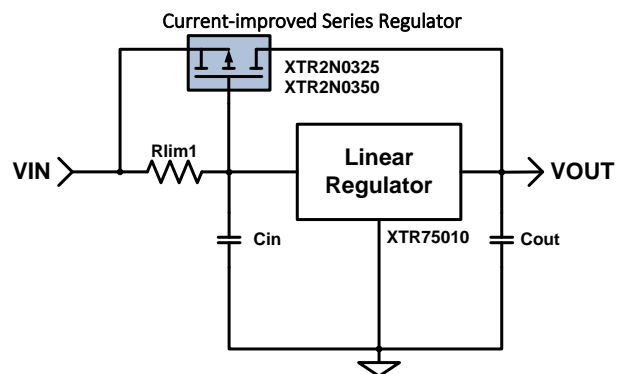 Current-improved Series Regulator
XTR2N0325
XTR2N0350
Rlim1
VIN
Linear
Regulator
VOUT
XTR75010
Cin
Cout